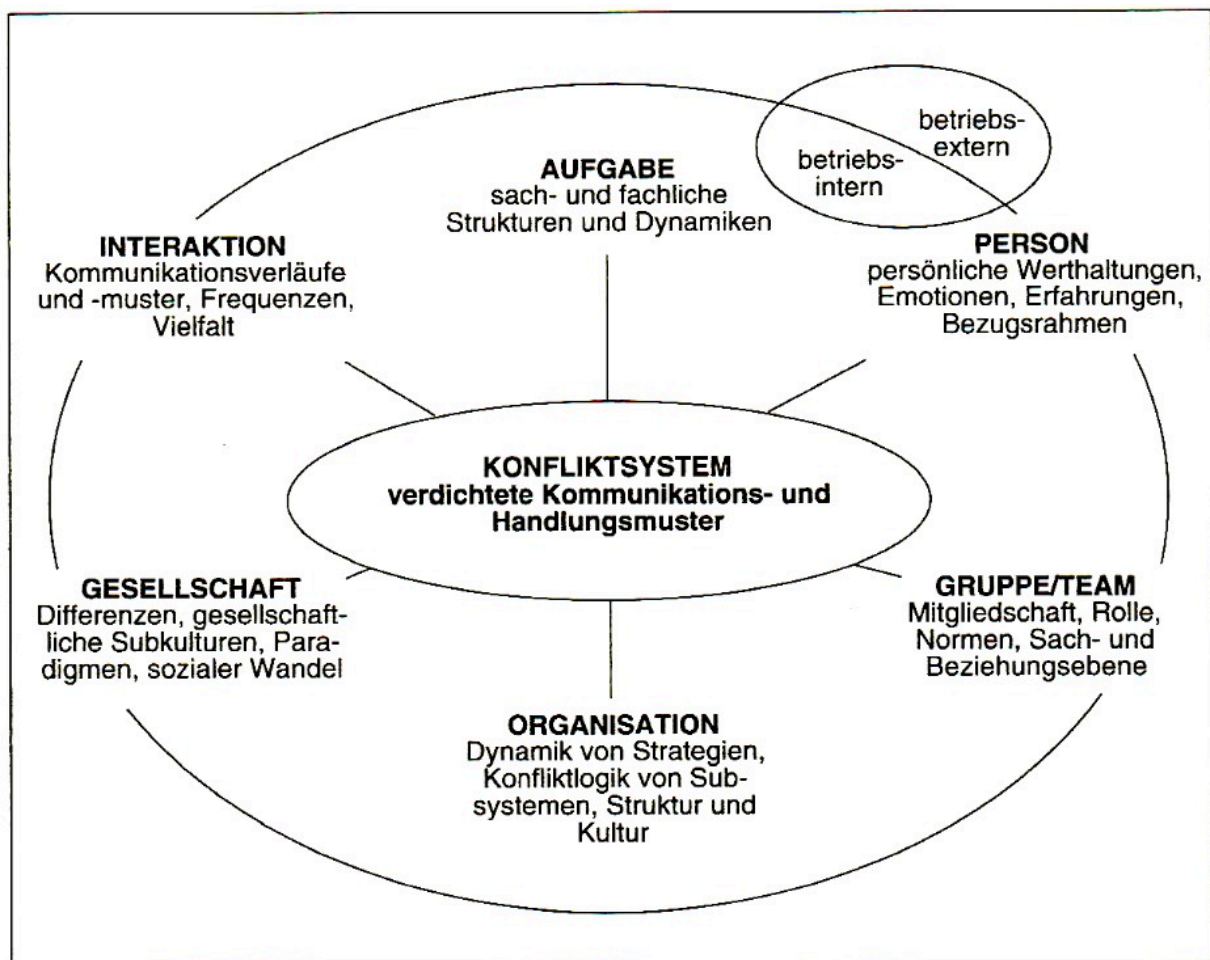 betriebs-
extern
betriebs-
intern
AUFGABE
sach- und fachliche
Strukturen und Dynamiken
INTERAKTION
Kommunikationsverläufe
und -muster, Frequenzen,
Vielfalt
PERSON
persönliche Werthaltungen,
Emotionen, Erfahrungen,
Bezugsrahmen
KONFLIKTSYSTEM
verdichtete Kommunikations- und
Handlungsmuster
GESELLSCHAFT
Differenzen, gesellschaft-
liche Subkulturen, Para-
digmen, sozialer Wandel
GRUPPE/TEAM
Mitgliedschaft, Rolle,
Normen, Sach- und
Beziehungsebene
ORGANISATION
Dynamik von Strategien,
Konfliktlogik von Sub-
systemen, Struktur und
Kultur